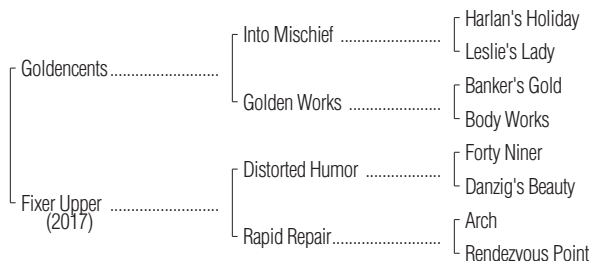 Harlan's Holiday
Into Mischief ....................
Leslie's Lady
Goldencents......................
Banker's Gold
Golden Works ..................
Body Works
Forty Niner
Distorted Humor ...............
Danzig's Beauty
Fixer Upper ......................
(2017)
Arch
Rapid Repair......................
Rendezvous Point